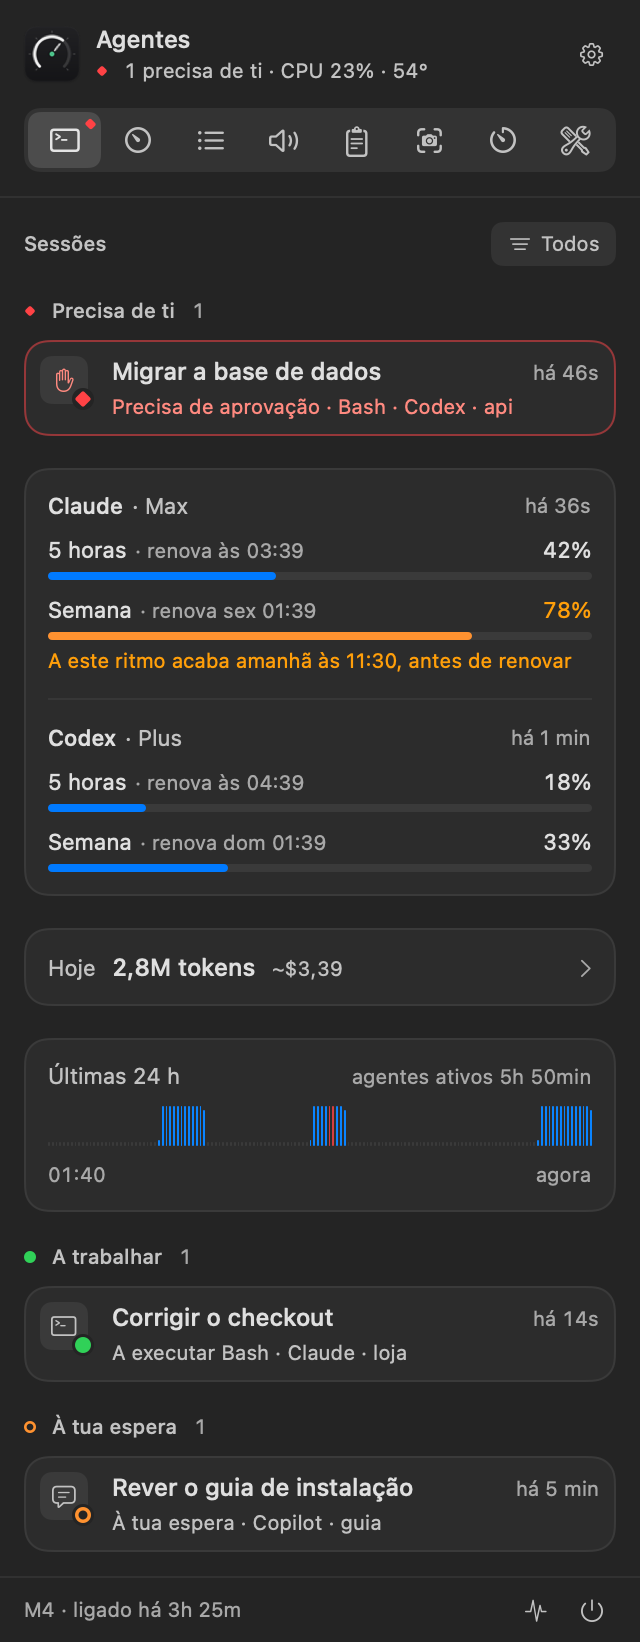 Agentes
1 precisa de ti · CPU 23% · 54°
Sessões
Todos
Precisa de ti 1
Migrar a base de dados há 46s
Precisa de aprovação · Bash · Codex · api
Claude · Max há 36s
5 horas · renova às 03:39 42%
Semana · renova sex 01:39 78%
A este ritmo acaba amanhã às 11:30, antes de renovar
Codex · Plus há 1 min
5 horas · renova às 04:39 18%
Semana · renova dom 01:39 33%
Hoje 2,8M tokens ~$3,39
Últimas 24 h agentes ativos 5h 50min
01:40 agora
A trabalhar 1
Corrigir o checkout há 14s
A executar Bash · Claude · loja
À tua espera 1
Rever o guia de instalação há 5 min
À tua espera · Copilot · guia
M4 · ligado há 3h 25m